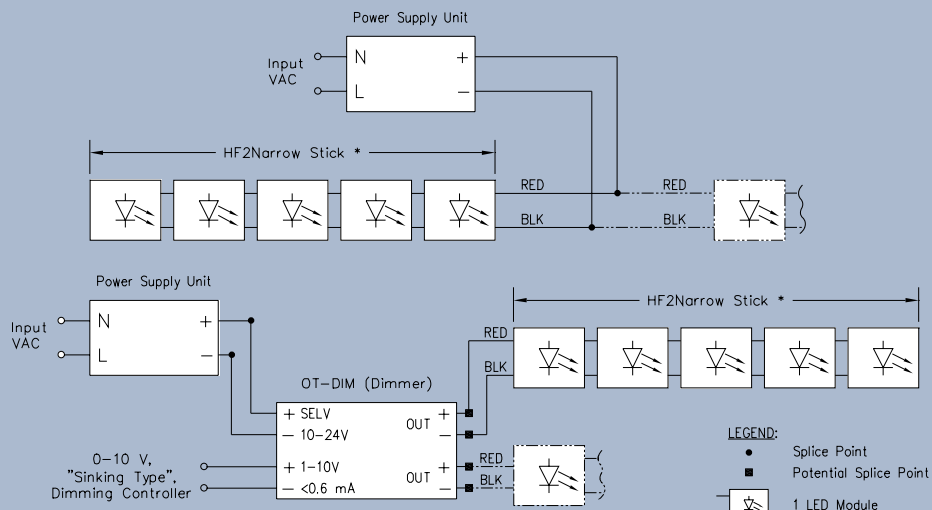 Power Supply Unit
Input
VAC
N
+
L
−
HF2Narrow Stick *
RED
RED
BLK
BLK
Power Supply Unit
HF2Narrow Stick *
Input
VAC
N
+
L
−
RED
BLK
OT-DIM (Dimmer)
+ SELV
OUT
+
− 10-24V
−
0-10 V,
"Sinking Type",
Dimming Controller
+ 1-10V
OUT
+
− <0.6 mA
−
RED
BLK
LEGEND:
Splice Point
Potential Splice Point
1 LED Module